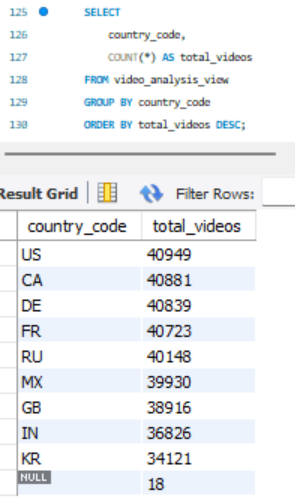 125 SELECT
126 country_code,
127 COUNT(*) AS total_videos
128 FROM video_analysis_view
129 GROUP BY country_code
130 ORDER BY total_videos DESC;
Result Grid Filter Rows:
country_code total_videos
US 40949
CA 40881
DE 40839
FR 40723
RU 40148
MX 39930
GB 38916
IN 36826
KR 34121
NULL 18